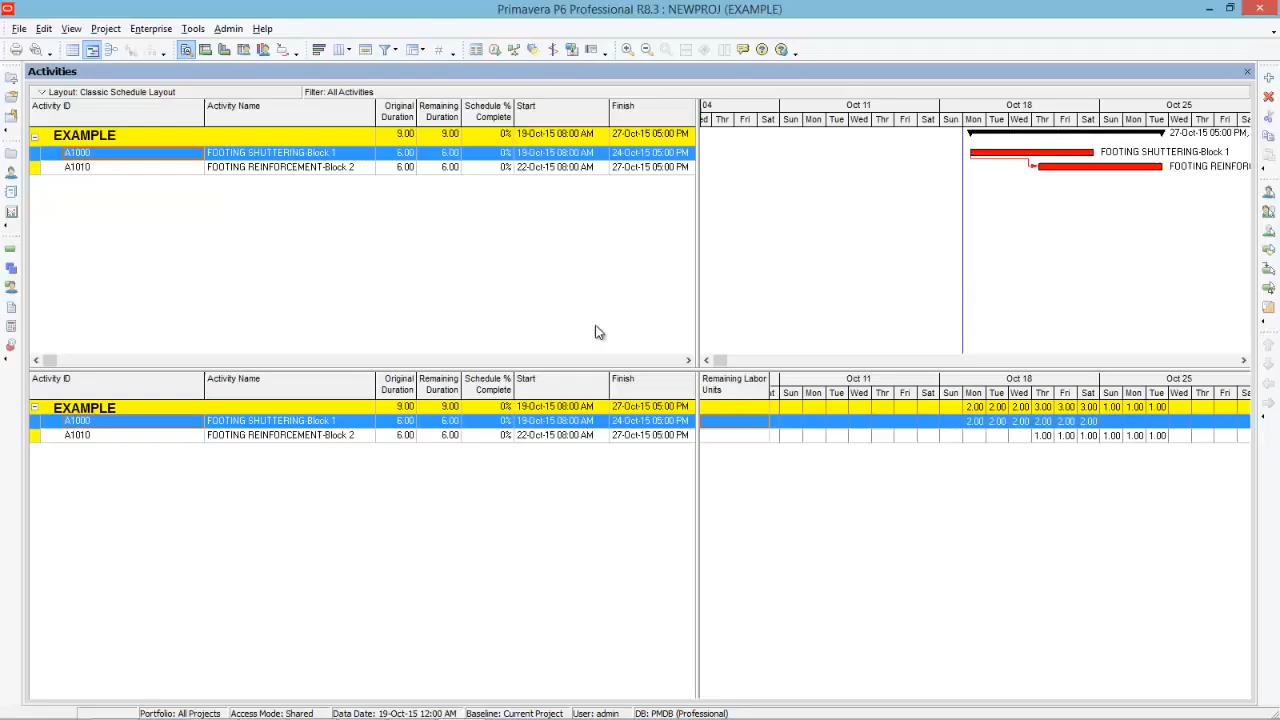 Primavera P6 Professional R8.3 : NEWPROJ (EXAMPLE)
File Edit View Project Enterprise Tools Admin Help
Activities
Layout: Classic Schedule Layout Filter: All Activities
Activity ID Activity Name Original Duration Remaining Duration Schedule % Complete Start Finish
04 Oct 11 Oct 18 Oct 25
ed Thr Fri Sat Sun Mon Tue Wed Thr Fri Sat Sun Mon Tue Wed Thr Fri Sat Sun Mon Tue Wed Thr Fri Sa
EXAMPLE 9.00 9.00 0% 19-Oct-15 08:00 AM 27-Oct-15 05:00 PM 27-Oct-15 05:00 PM,
A1000 FOOTING SHUTTERING-Block 1 6.00 6.00 0% 19-Oct-15 08:00 AM 24-Oct-15 05:00 PM FOOTING SHUTTERING-Block 1
A1010 FOOTING REINFORCEMENT-Block 2 6.00 6.00 0% 22-Oct-15 08:00 AM 27-Oct-15 05:00 PM FOOTING REINFOR
Activity ID Activity Name Original Duration Remaining Duration Schedule % Complete Start Finish Remaining Labor Units
Oct 11 Oct 18 Oct 25
at Sun Mon Tue Wed Thr Fri Sat Sun Mon Tue Wed Thr Fri Sat Sun Mon Tue Wed Thr Fri Sa
EXAMPLE 9.00 9.00 0% 19-Oct-15 08:00 AM 27-Oct-15 05:00 PM 2.00 2.00 2.00 3.00 3.00 3.00 1.00 1.00 1.00
A1000 FOOTING SHUTTERING-Block 1 6.00 6.00 0% 19-Oct-15 08:00 AM 24-Oct-15 05:00 PM 2.00 2.00 2.00 2.00 2.00 2.00
A1010 FOOTING REINFORCEMENT-Block 2 6.00 6.00 0% 22-Oct-15 08:00 AM 27-Oct-15 05:00 PM 1.00 1.00 1.00 1.00 1.00 1.00
Portfolio: All Projects Access Mode: Shared Data Date: 19-Oct-15 12:00 AM Baseline: Current Project User: admin DB: PMDB (Professional)